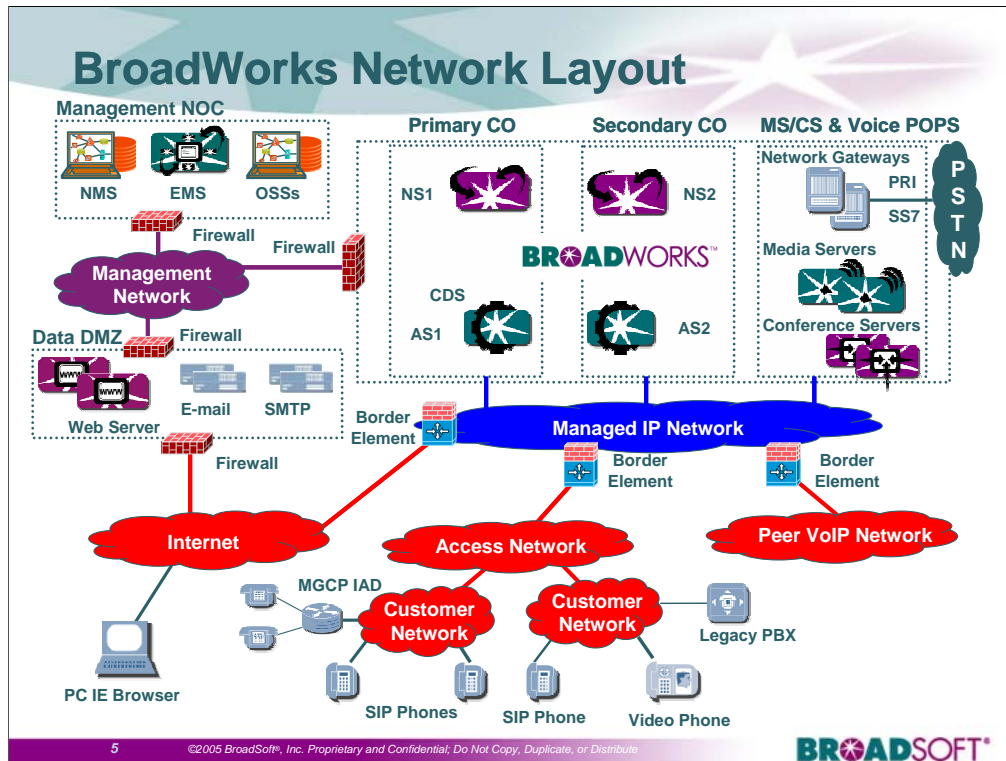 BroadWorks Network Layout
Management NOC
NMS
EMS
OSSs
Firewall
Firewall
Management
Network
Firewall
Data DMZ
WWW
WWW
Web Server
E-mail
SMTP
Firewall
Primary CO
Secondary CO
MS/CS & Voice POPS
NS1
NS2
Network Gateways
PRI
SS7
PSTN
BROADWORKS™
Media Servers
CDS
AS1
AS2
Conference Servers
Border
Element
Managed IP Network
Border
Element
Border
Element
Internet
Access Network
Peer VoIP Network
MGCP IAD
Customer
Network
Customer
Network
Legacy PBX
PC IE Browser
SIP Phones
SIP Phone
Video Phone
5
©2005 BroadSoft®, Inc. Proprietary and Confidential; Do Not Copy, Duplicate, or Distribute
BROADSOFT®